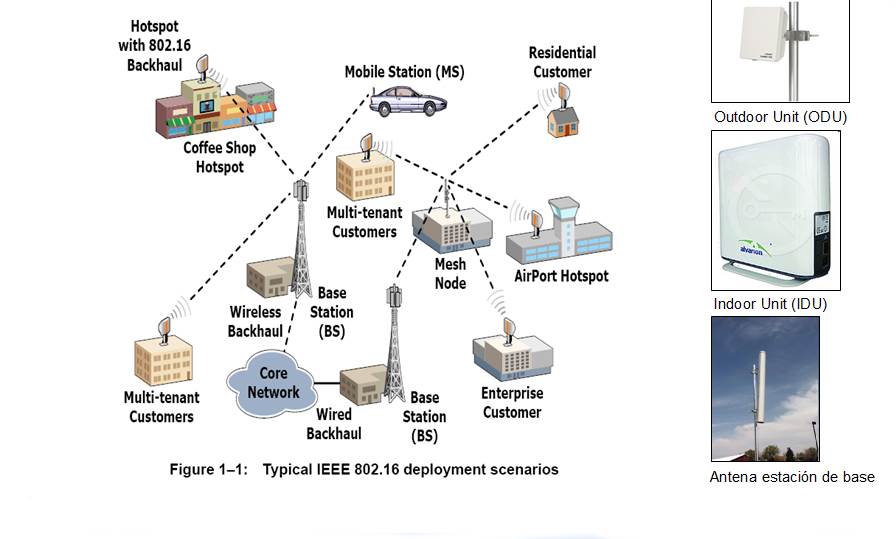 Hotspot
with 802.16
Backhaul
Coffee Shop
Hotspot
Mobile Station (MS)
Residential
Customer
Multi-tenant
Customers
Mesh
Node
AirPort Hotspot
Wireless
Backhaul
Base
Station
(BS)
Multi-tenant
Customers
Core
Network
Wired
Backhaul
Base
Station
(BS)
Enterprise
Customer
Figure 1–1: Typical IEEE 802.16 deployment scenarios
Outdoor Unit (ODU)
alvarion
Indoor Unit (IDU)
Antena estación de base